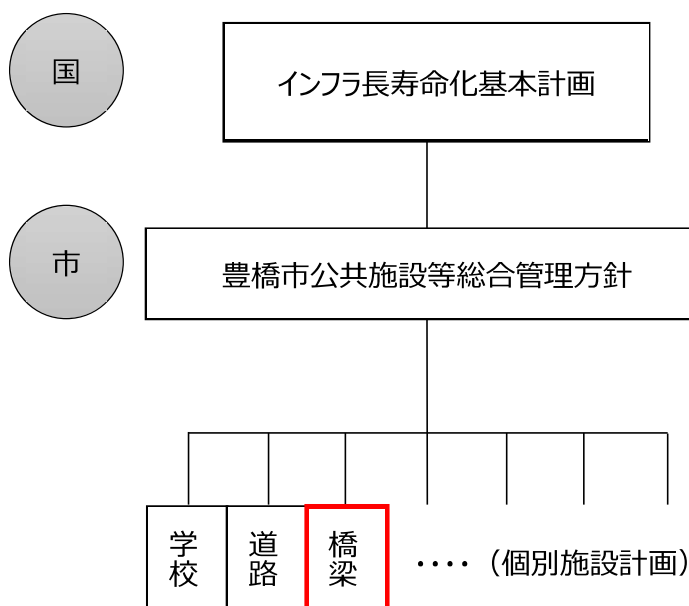 国
インフラ長寿命化基本計画
市
豊橋市公共施設等総合管理方針
学校
道路
橋梁
‥‥（個別施設計画）